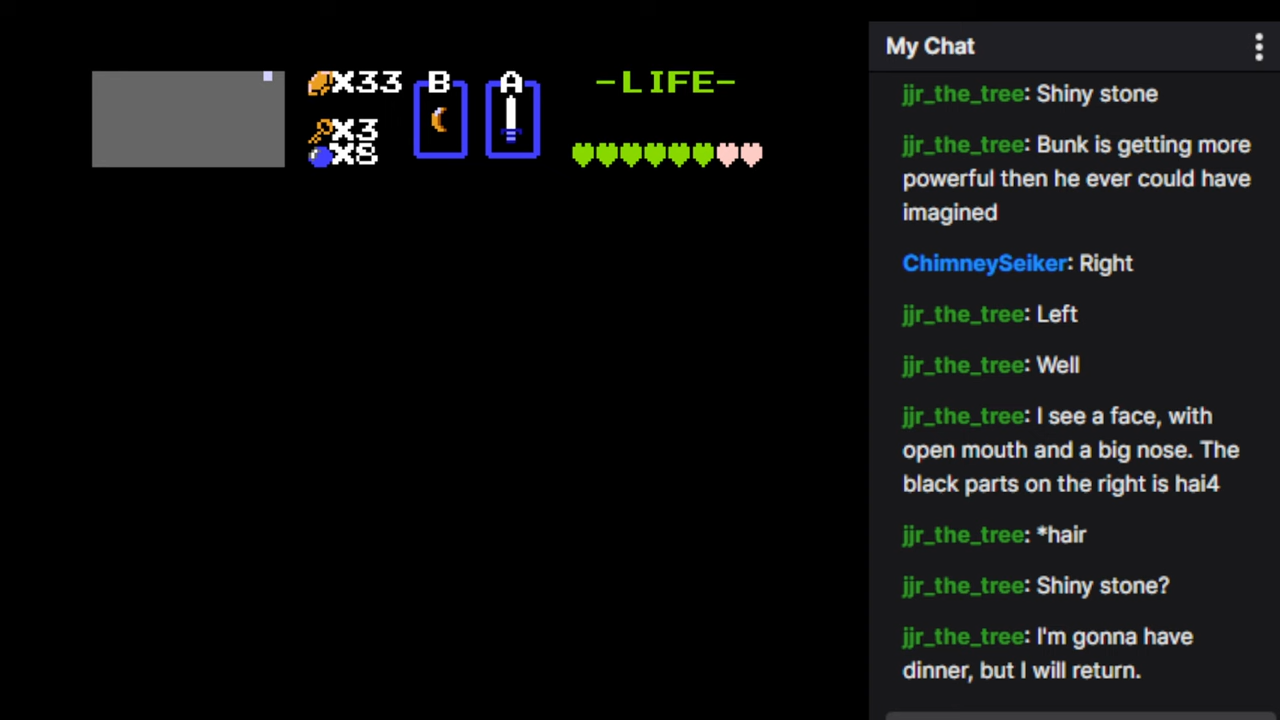 X33 B A -LIFE-
X3
X8
My Chat
jjr_the_tree: Shiny stone
jjr_the_tree: Bunk is getting more
powerful then he ever could have
imagined
ChimneySeiker: Right
jjr_the_tree: Left
jjr_the_tree: Well
jjr_the_tree: I see a face, with
open mouth and a big nose. The
black parts on the right is hai4
jjr_the_tree: *hair
jjr_the_tree: Shiny stone?
jjr_the_tree: I'm gonna have
dinner, but I will return.